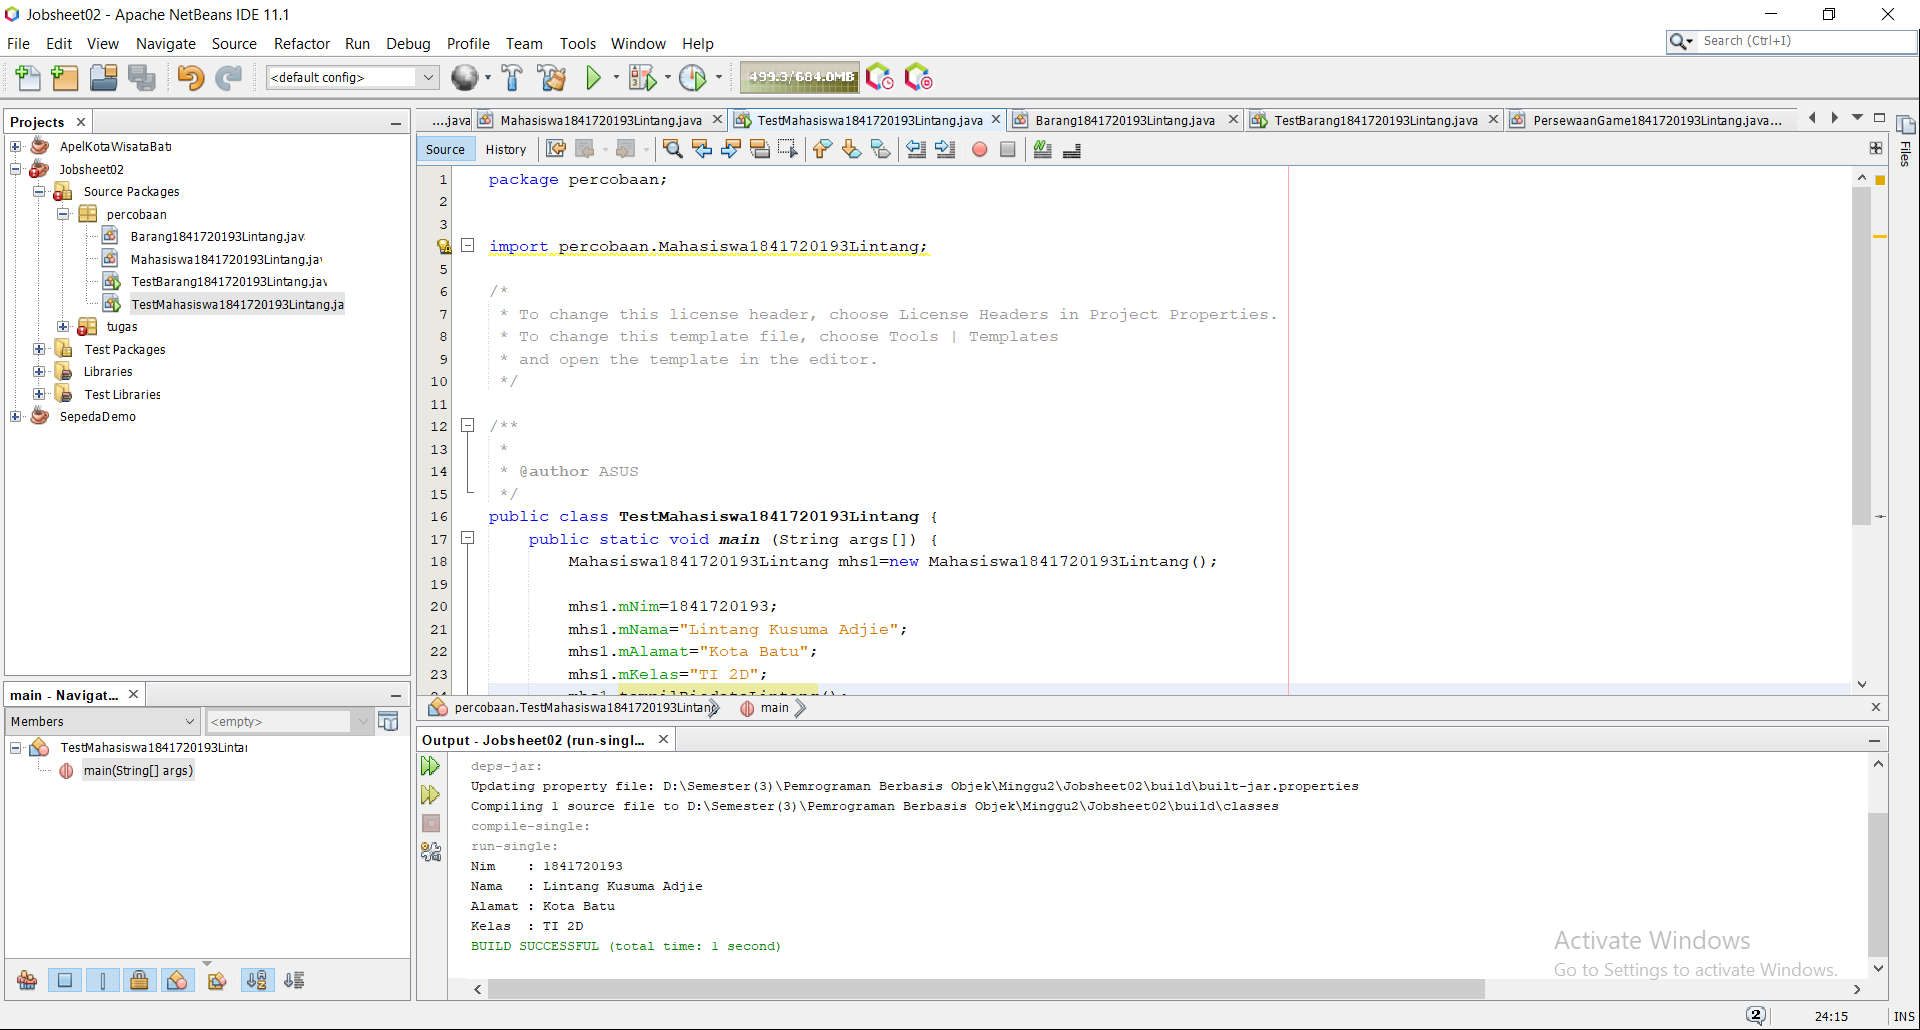 Jobsheet02 - Apache NetBeans IDE 11.1
File Edit View Navigate Source Refactor Run Debug Profile Team Tools Window Help
Search (Ctrl+I)
<default config>
499.3/684.0MB
Projects
ApelKotaWisataBatu
Jobsheet02
Source Packages
percobaan
Barang1841720193Lintang.jav
Mahasiswa1841720193Lintang.jav
TestBarang1841720193Lintang.jav
TestMahasiswa1841720193Lintang.ja
tugas
Test Packages
Libraries
Test Libraries
SepedaDemo
....java
Mahasiswa1841720193Lintang.java
TestMahasiswa1841720193Lintang.java
Barang1841720193Lintang.java
TestBarang1841720193Lintang.java
PersewaanGame1841720193Lintang.java...
Files
Source History
1 package percobaan;
2
3
import percobaan.Mahasiswa1841720193Lintang;
5
6 /*
7 * To change this license header, choose License Headers in Project Properties.
8 * To change this template file, choose Tools | Templates
9 * and open the template in the editor.
10 */
11
12 /**
13 *
14 * @author ASUS
15 */
16 public class TestMahasiswa1841720193Lintang {
17 public static void main (String args[]) {
18 Mahasiswa1841720193Lintang mhs1=new Mahasiswa1841720193Lintang();
19
20 mhs1.mNim=1841720193;
21 mhs1.mNama="Lintang Kusuma Adjie";
22 mhs1.mAlamat="Kota Batu";
23 mhs1.mKelas="TI 2D";
24 mhs1.tampilBiodataLintang();
percobaan.TestMahasiswa1841720193Lintang
main
main - Navigat...
Members
<empty>
TestMahasiswa1841720193Lintar
main(String[] args)
Output - Jobsheet02 (run-singl...
deps-jar:
Updating property file: D:\Semester(3)\Pemrograman Berbasis Objek\Minggu2\Jobsheet02\build\built-jar.properties
Compiling 1 source file to D:\Semester(3)\Pemrograman Berbasis Objek\Minggu2\Jobsheet02\build\classes
compile-single:
run-single:
Nim : 1841720193
Nama : Lintang Kusuma Adjie
Alamat : Kota Batu
Kelas : TI 2D
BUILD SUCCESSFUL (total time: 1 second)
Activate Windows
Go to Settings to activate Windows.
2
24:15
INS